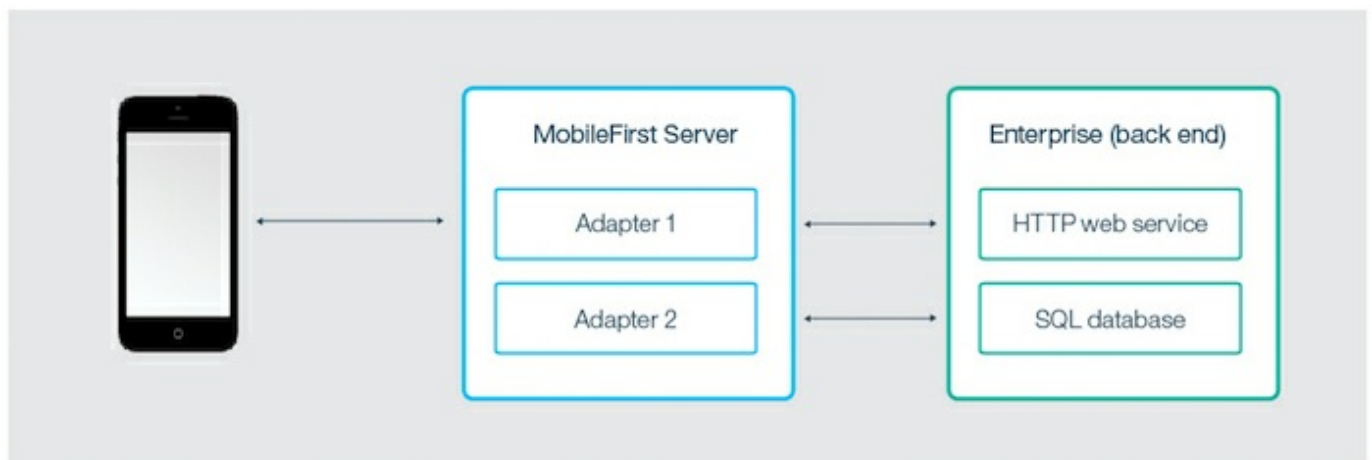 MobileFirst Server
Adapter 1
Adapter 2
Enterprise (back end)
HTTP web service
SQL database